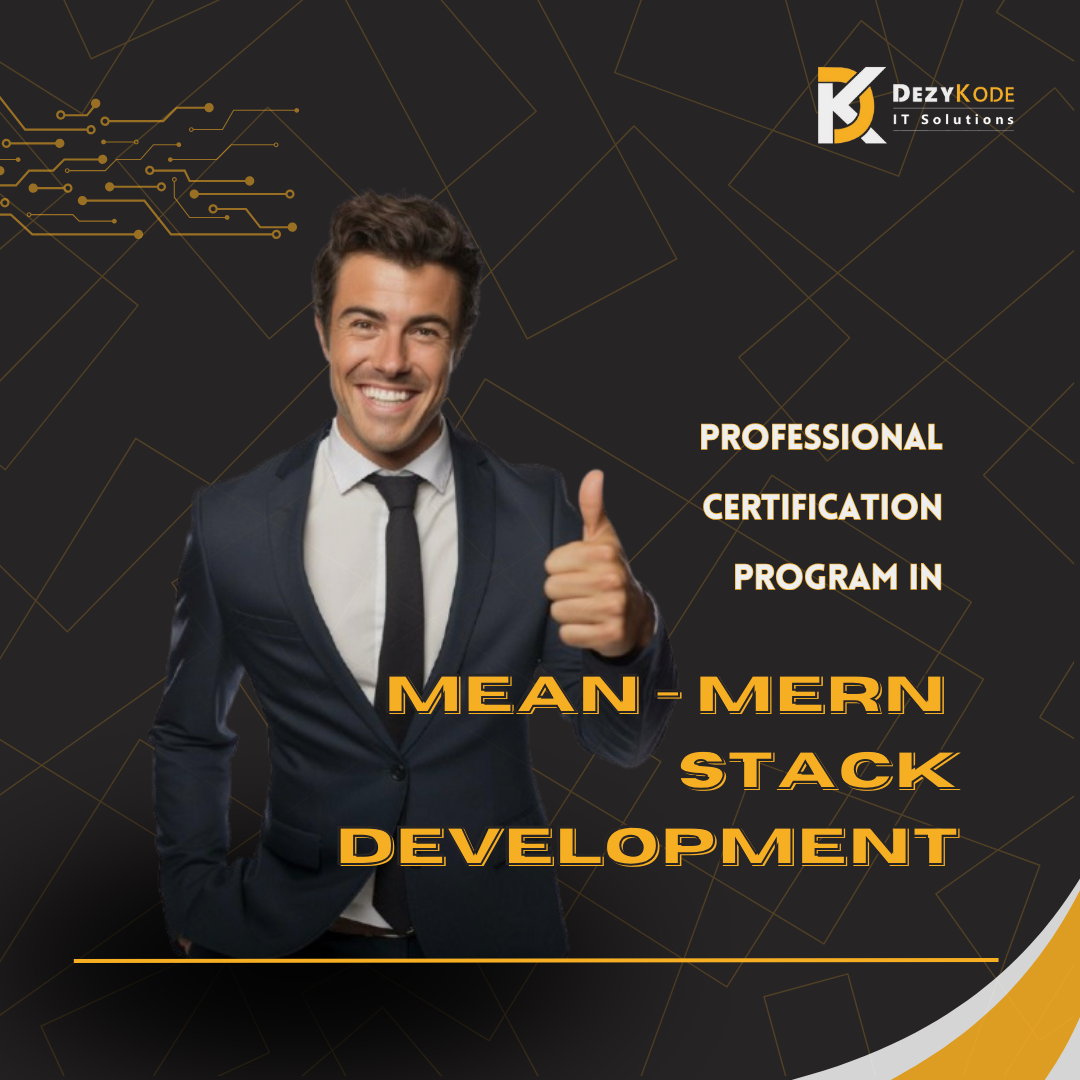 DEZYKODE
IT Solutions
PROFESSIONAL
CERTIFICATION
PROGRAM IN
MEAN - MERN
STACK
DEVELOPMENT